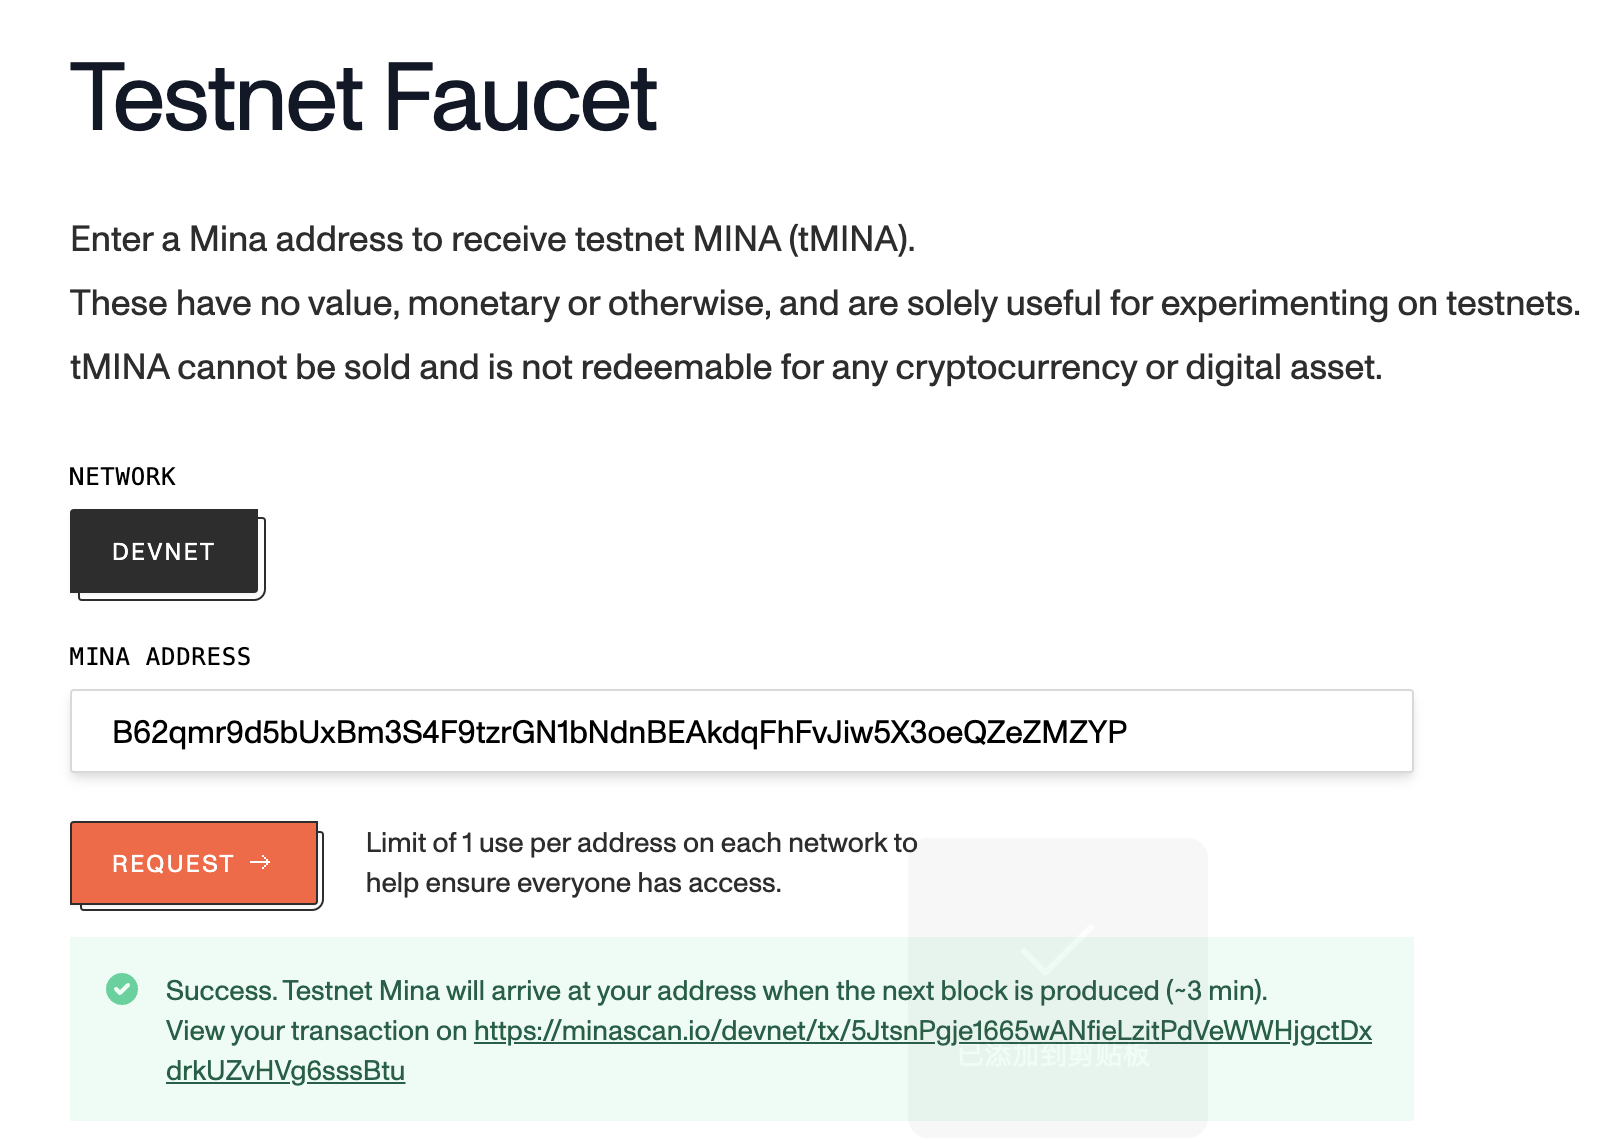 Testnet Faucet
Enter a Mina address to receive testnet MINA (tMINA).
These have no value, monetary or otherwise, and are solely useful for experimenting on testnets.
tMINA cannot be sold and is not redeemable for any cryptocurrency or digital asset.
NETWORK
DEVNET
MINA ADDRESS
B62qmr9d5bUxBm3S4F9tzrGN1bNdnBEAkdqFhFvJiw5X3oeQZeZMZYP
REQUEST →
Limit of 1 use per address on each network to
help ensure everyone has access.
Success. Testnet Mina will arrive at your address when the next block is produced (~3 min).
View your transaction on https://minascan.io/devnet/tx/5JtsnPgje1665wANfieLzitPdVeWWHjgctDx
drkUZvHVg6sssBtu
已添加到剪贴板